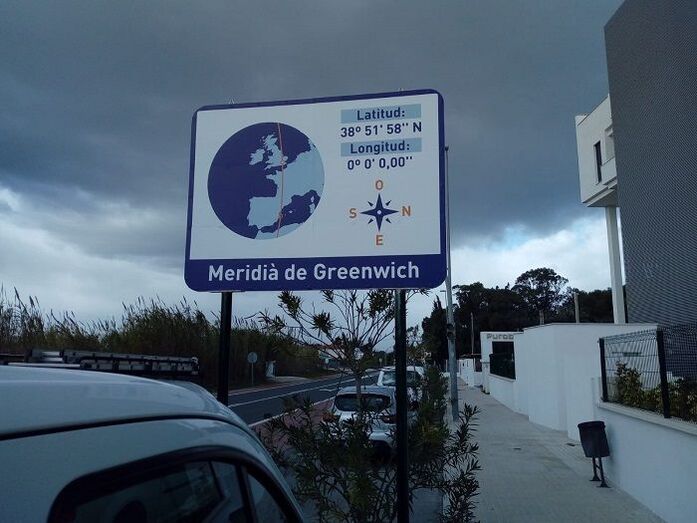 Latitud:
38º 51' 58'' N
Longitud:
0º 0' 0,00''
O
S N
E
Meridià de Greenwich